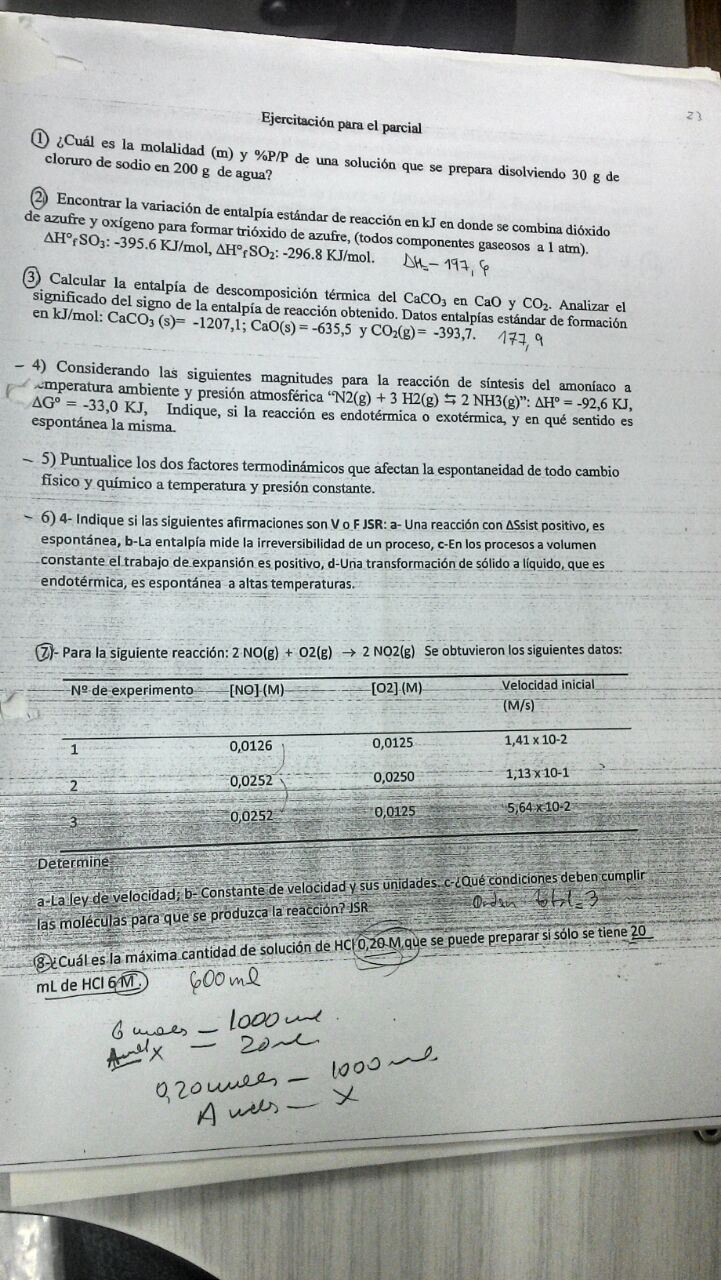 23
Ejercitación para el parcial
1) ¿Cuál es la molalidad (m) y %P/P de una solución que se prepara disolviendo 30 g de
cloruro de sodio en 200 g de agua?
2) Encontrar la variación de entalpía estándar de reacción en kJ en donde se combina dióxido
de azufre y oxígeno para formar trióxido de azufre, (todos componentes gaseosos a 1 atm).
ΔH°fSO3: -395.6 KJ/mol, ΔH°fSO2: -296.8 KJ/mol. ΔH= - 197,6
3) Calcular la entalpía de descomposición térmica del CaCO3 en CaO y CO2. Analizar el
significado del signo de la entalpía de reacción obtenido. Datos entalpías estándar de formación
en kJ/mol: CaCO3 (s)= -1207,1; CaO(s) = -635,5 y CO2(g)= -393,7. 177,9
- 4) Considerando las siguientes magnitudes para la reacción de síntesis del amoníaco a
temperatura ambiente y presión atmosférica "N2(g) + 3 H2(g) ⇆ 2 NH3(g)": ΔH° = -92,6 KJ,
ΔG° = -33,0 KJ, Indique, si la reacción es endotérmica o exotérmica, y en qué sentido es
espontánea la misma.
- 5) Puntualice los dos factores termodinámicos que afectan la espontaneidad de todo cambio
físico y químico a temperatura y presión constante.
- 6) 4- Indique si las siguientes afirmaciones son V o F JSR: a- Una reacción con ΔSsist positivo, es
espontánea, b-La entalpía mide la irreversibilidad de un proceso, c-En los procesos a volumen
constante el trabajo de expansión es positivo, d-Una transformación de sólido a líquido, que es
endotérmica, es espontánea a altas temperaturas.
7)- Para la siguiente reacción: 2 NO(g) + O2(g) → 2 NO2(g) Se obtuvieron los siguientes datos:
Nº de experimento [NO] (M) [O2] (M) Velocidad inicial
(M/s)
1 0,0126 0,0125 1,41 x 10-2
2 0,0252 0,0250 1,13 x 10-1
3 0,0252 0,0125 5,64 x 10-2
Determine
a-La ley de velocidad; b- Constante de velocidad y sus unidades. c-¿Qué condiciones deben cumplir
las moléculas para que se produzca la reacción? JSR Orden total = 3
8-¿Cuál es la máxima cantidad de solución de HCl 0,20 M que se puede preparar si sólo se tiene 20
mL de HCl 6 M. 600 ml
6 moles — 1000 ml.
x — 20 ml
0,20 moles — 1000 ml
A moles — X